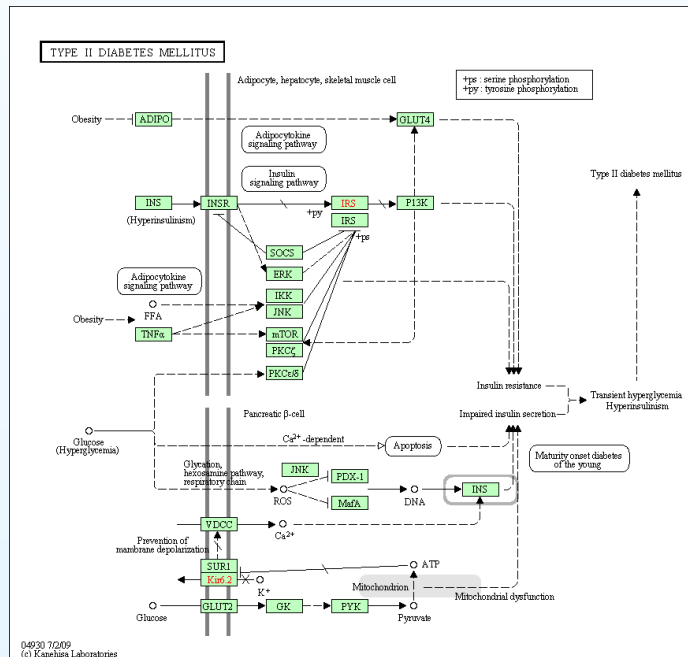 TYPE II DIABETES MELLITUS
Adipocyte, hepatocyte, skeletal muscle cell
+ps : serine phosphorylation
+py : tyrosine phosphorylation
Obesity
ADIPO
GLUT4
Adipocytokine
signaling pathway
Insulin
signaling pathway
Type II diabetes mellitus
INS
INSR
IRS
P13K
(Hyperinsulinism)
+py
IRS
+ps
SOCS
ERK
Adipocytokine
signaling pathway
IKK
FFA
JNK
Obesity
TNFα
mTOR
PKCζ
PKCε/δ
Insulin resistance
Transient hyperglycemia
Hyperinsulinism
Impaired insulin secretion
Pancreatic β-cell
Glucose
(Hyperglycemia)
Ca2+ -dependent
Apoptosis
Maturity onset diabetes
of the young
Glycation,
hexosamine pathway,
respiratory chain
JNK
PDX-1
ROS
MafA
DNA
INS
VDCC
Ca2+
Prevention of
membrane depolarization
SUR1
Kir6.2
K+
ATP
Mitochondrion
Mitochondrial dysfunction
Glucose
GLUT2
GK
PYK
Pyruvate
04930 7/2/09
(c) Kanehisa Laboratories